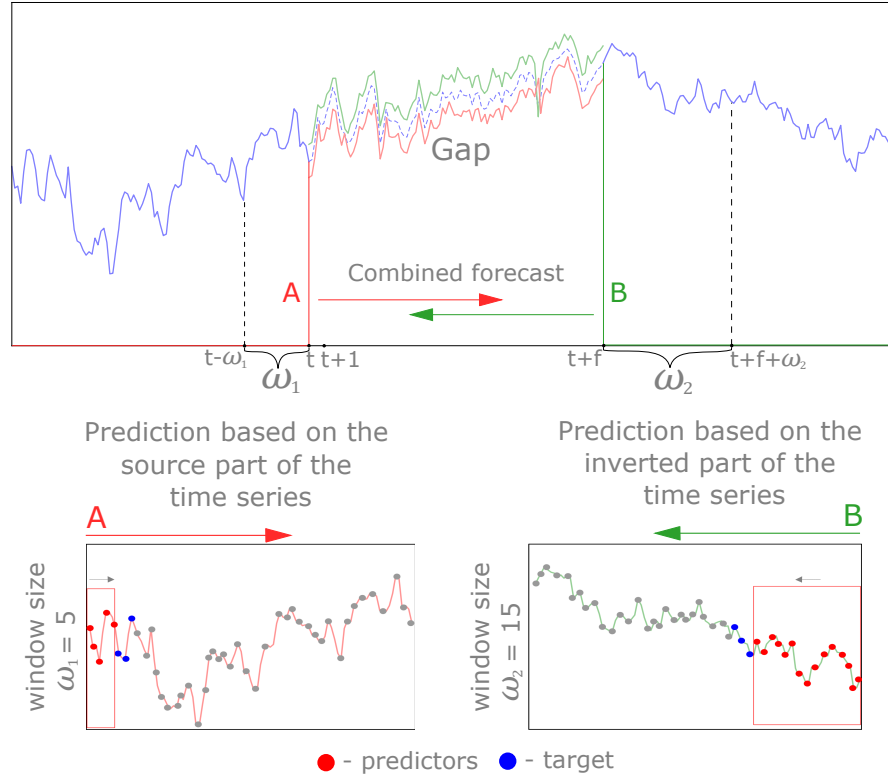 Gap
Combined forecast
A
B
t-ω₁
t t+1
t+f
t+f+ω₂
ω₁
ω₂
Prediction based on the
source part of the
time series
A
window size
ω₁ = 5
Prediction based on the
inverted part of the
time series
B
window size
ω₂ = 15
- predictors
- target